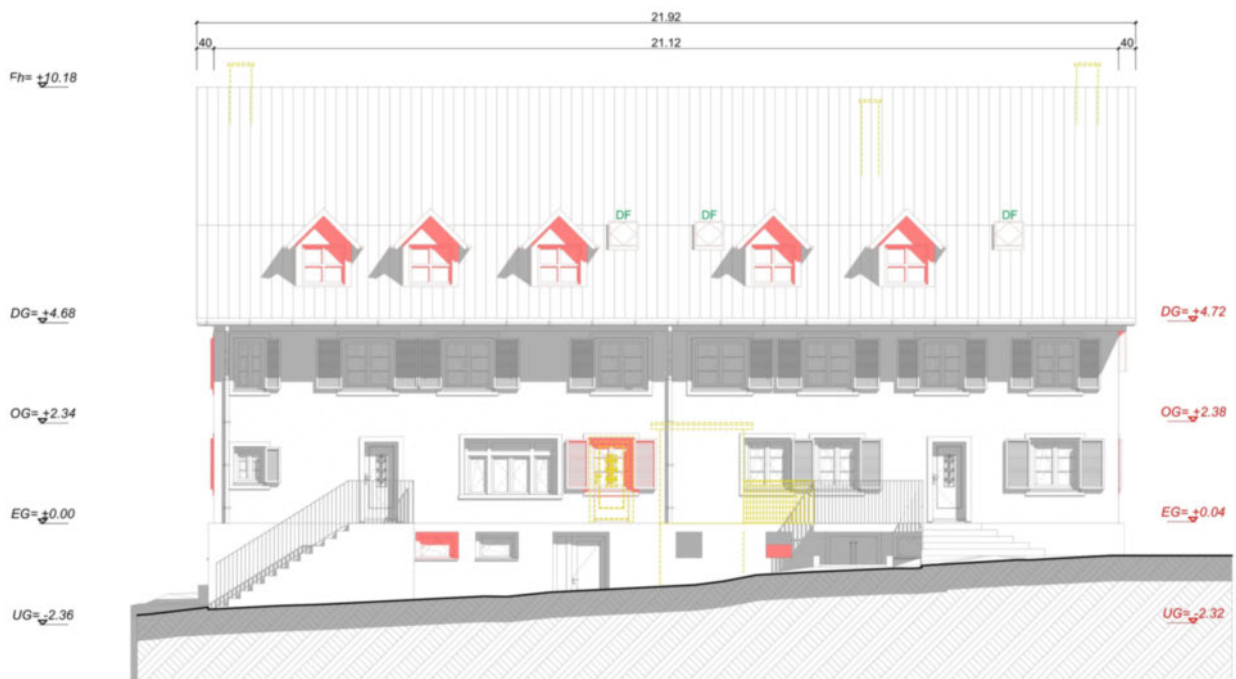 21.92
40 21.12 40
Fh= +10.18
DF DF DF
DG= +4.68 DG= +4.72
OG= +2.34 OG= +2.38
EG= ±0.00 EG= +0.04
UG= -2.36 UG= -2.32